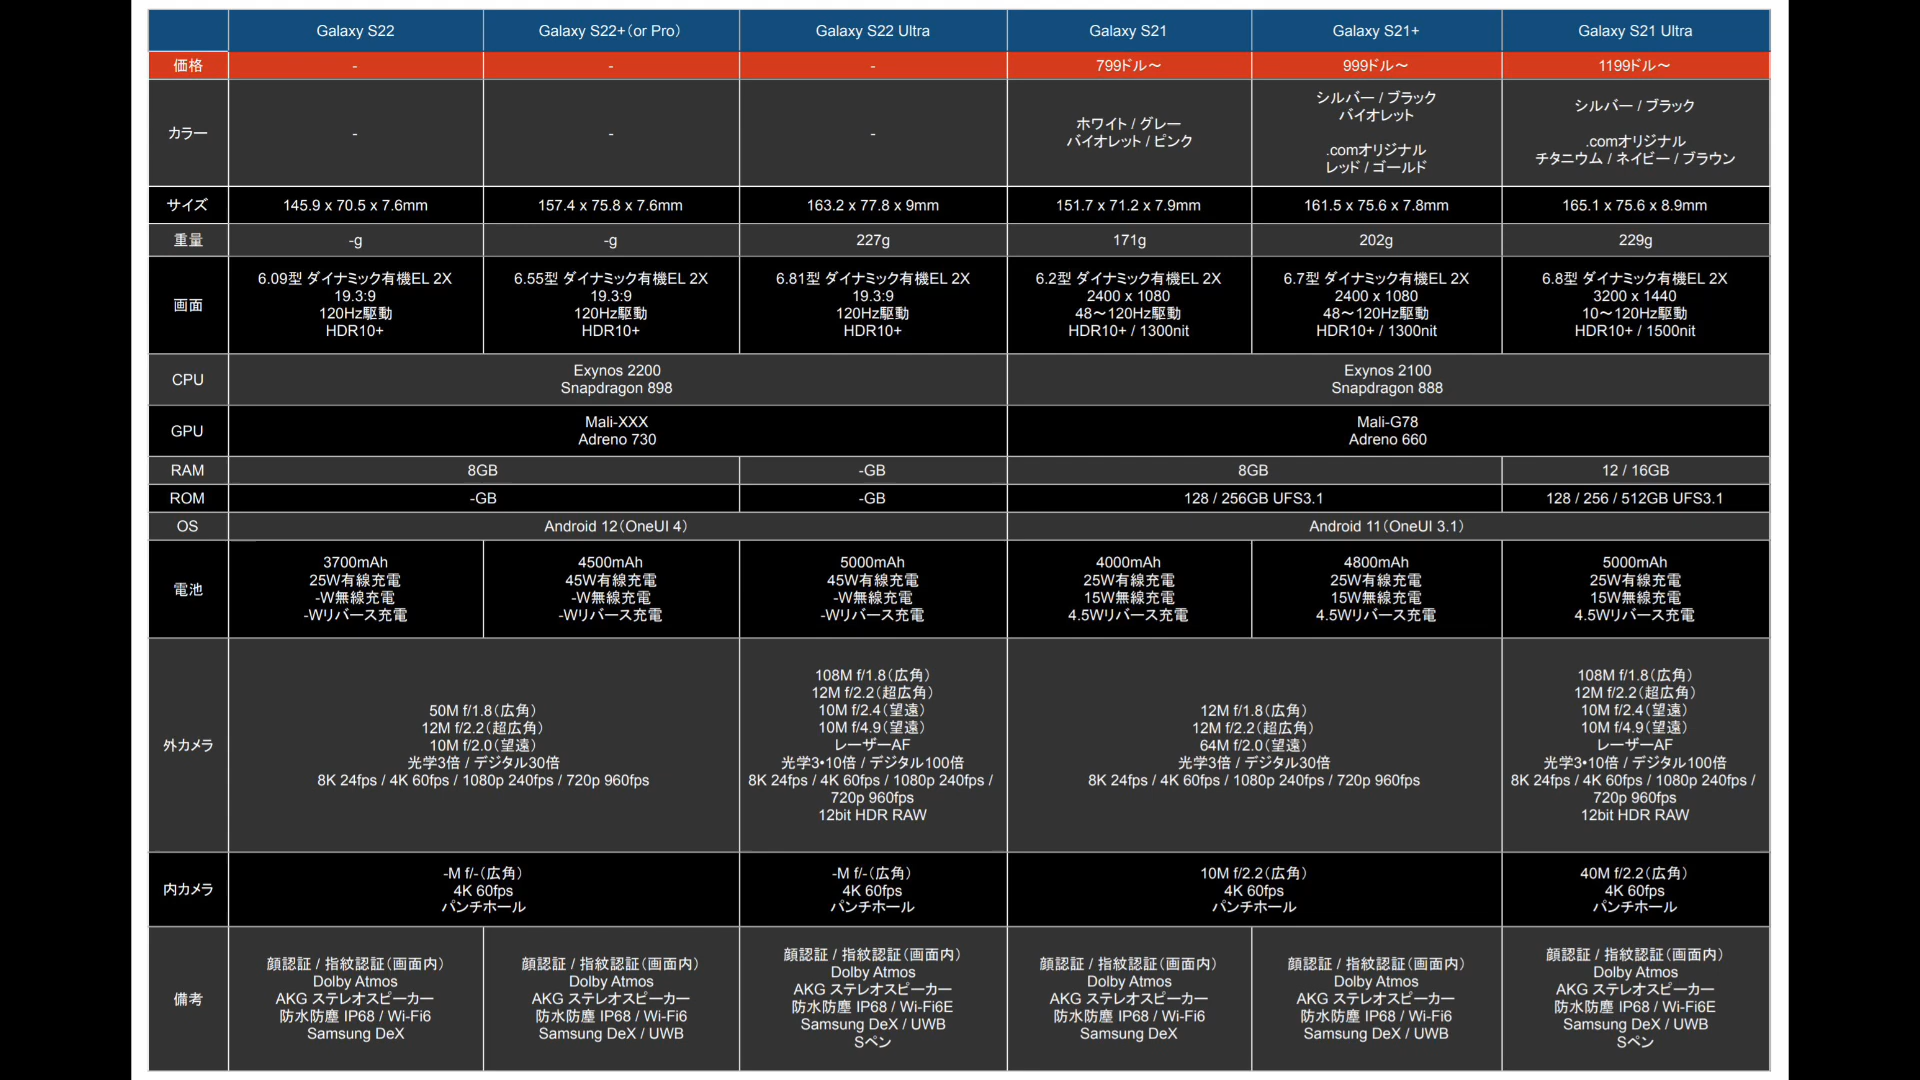 Galaxy S22
Galaxy S22+(or Pro)
Galaxy S22 Ultra
Galaxy S21
Galaxy S21+
Galaxy S21 Ultra
価格
-
-
-
799ドル〜
999ドル〜
1199ドル〜
カラー
-
-
-
ホワイト / グレー
バイオレット / ピンク
シルバー / ブラック
バイオレット
.comオリジナル
レッド / ゴールド
シルバー / ブラック
.comオリジナル
チタニウム / ネイビー / ブラウン
サイズ
145.9 x 70.5 x 7.6mm
157.4 x 75.8 x 7.6mm
163.2 x 77.8 x 9mm
151.7 x 71.2 x 7.9mm
161.5 x 75.6 x 7.8mm
165.1 x 75.6 x 8.9mm
重量
-g
-g
227g
171g
202g
229g
画面
6.09型 ダイナミック有機EL 2X
19.3:9
120Hz駆動
HDR10+
6.55型 ダイナミック有機EL 2X
19.3:9
120Hz駆動
HDR10+
6.81型 ダイナミック有機EL 2X
19.3:9
120Hz駆動
HDR10+
6.2型 ダイナミック有機EL 2X
2400 x 1080
48〜120Hz駆動
HDR10+ / 1300nit
6.7型 ダイナミック有機EL 2X
2400 x 1080
48〜120Hz駆動
HDR10+ / 1300nit
6.8型 ダイナミック有機EL 2X
3200 x 1440
10〜120Hz駆動
HDR10+ / 1500nit
CPU
Exynos 2200
Snapdragon 898
Exynos 2100
Snapdragon 888
GPU
Mali-XXX
Adreno 730
Mali-G78
Adreno 660
RAM
8GB
-GB
8GB
12 / 16GB
ROM
-GB
-GB
128 / 256GB UFS3.1
128 / 256 / 512GB UFS3.1
OS
Android 12(OneUI 4)
Android 11(OneUI 3.1)
電池
3700mAh
25W有線充電
-W無線充電
-Wリバース充電
4500mAh
45W有線充電
-W無線充電
-Wリバース充電
5000mAh
45W有線充電
-W無線充電
-Wリバース充電
4000mAh
25W有線充電
15W無線充電
4.5Wリバース充電
4800mAh
25W有線充電
15W無線充電
4.5Wリバース充電
5000mAh
25W有線充電
15W無線充電
4.5Wリバース充電
外カメラ
50M f/1.8(広角)
12M f/2.2(超広角)
10M f/2.0(望遠)
光学3倍 / デジタル30倍
8K 24fps / 4K 60fps / 1080p 240fps / 720p 960fps
108M f/1.8(広角)
12M f/2.2(超広角)
10M f/2.4(望遠)
10M f/4.9(望遠)
レーザーAF
光学3•10倍 / デジタル100倍
8K 24fps / 4K 60fps / 1080p 240fps /
720p 960fps
12bit HDR RAW
12M f/1.8(広角)
12M f/2.2(超広角)
64M f/2.0(望遠)
光学3倍 / デジタル30倍
8K 24fps / 4K 60fps / 1080p 240fps / 720p 960fps
108M f/1.8(広角)
12M f/2.2(超広角)
10M f/2.4(望遠)
10M f/4.9(望遠)
レーザーAF
光学3•10倍 / デジタル100倍
8K 24fps / 4K 60fps / 1080p 240fps /
720p 960fps
12bit HDR RAW
内カメラ
-M f/-(広角)
4K 60fps
パンチホール
-M f/-(広角)
4K 60fps
パンチホール
10M f/2.2(広角)
4K 60fps
パンチホール
40M f/2.2(広角)
4K 60fps
パンチホール
備考
顔認証 / 指紋認証(画面内)
Dolby Atmos
AKG ステレオスピーカー
防水防塵 IP68 / Wi-Fi6
Samsung DeX
顔認証 / 指紋認証(画面内)
Dolby Atmos
AKG ステレオスピーカー
防水防塵 IP68 / Wi-Fi6
Samsung DeX / UWB
顔認証 / 指紋認証(画面内)
Dolby Atmos
AKG ステレオスピーカー
防水防塵 IP68 / Wi-Fi6E
Samsung DeX / UWB
Sペン
顔認証 / 指紋認証(画面内)
Dolby Atmos
AKG ステレオスピーカー
防水防塵 IP68 / Wi-Fi6
Samsung DeX
顔認証 / 指紋認証(画面内)
Dolby Atmos
AKG ステレオスピーカー
防水防塵 IP68 / Wi-Fi6
Samsung DeX / UWB
顔認証 / 指紋認証(画面内)
Dolby Atmos
AKG ステレオスピーカー
防水防塵 IP68 / Wi-Fi6E
Samsung DeX / UWB
Sペン